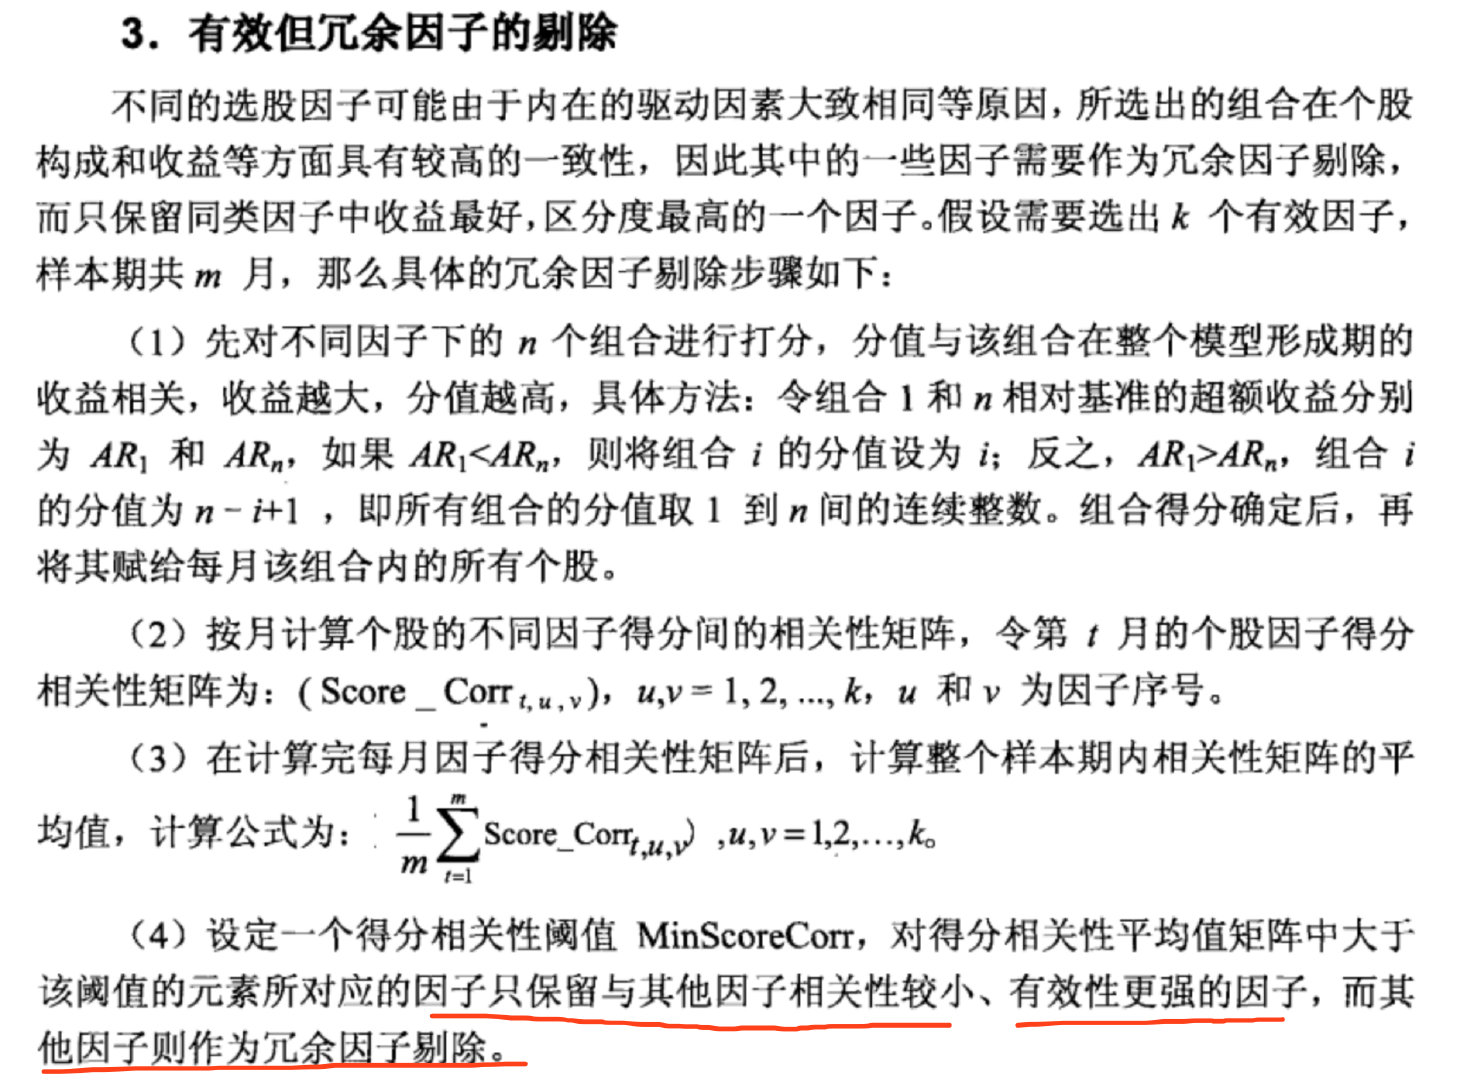 3．有效但冗余因子的剔除
不同的选股因子可能由于内在的驱动因素大致相同等原因，所选出的组合在个股
构成和收益等方面具有较高的一致性，因此其中的一些因子需要作为冗余因子剔除，
而只保留同类因子中收益最好，区分度最高的一个因子。假设需要选出 k 个有效因子，
样本期共 m 月，那么具体的冗余因子剔除步骤如下：
（1）先对不同因子下的 n 个组合进行打分，分值与该组合在整个模型形成期的
收益相关，收益越大，分值越高，具体方法：令组合 1 和 n 相对基准的超额收益分别
为 AR₁ 和 ARₙ，如果 AR₁<ARₙ，则将组合 i 的分值设为 i；反之，AR₁>ARₙ，组合 i
的分值为 n－i+1 ，即所有组合的分值取 1 到 n 间的连续整数。组合得分确定后，再
将其赋给每月该组合内的所有个股。
（2）按月计算个股的不同因子得分间的相关性矩阵，令第 t 月的个股因子得分
相关性矩阵为：( Score _ Corr t, u , v )，u,v = 1, 2, ..., k，u 和 v 为因子序号。
（3）在计算完每月因子得分相关性矩阵后，计算整个样本期内相关性矩阵的平
均值，计算公式为： 1/m ∑_{t=1}^{m} Score_Corr t,u,v) ,u, v = 1,2,…,k。
（4）设定一个得分相关性阈值 MinScoreCorr，对得分相关性平均值矩阵中大于
该阈值的元素所对应的因子只保留与其他因子相关性较小、有效性更强的因子，而其
他因子则作为冗余因子剔除。